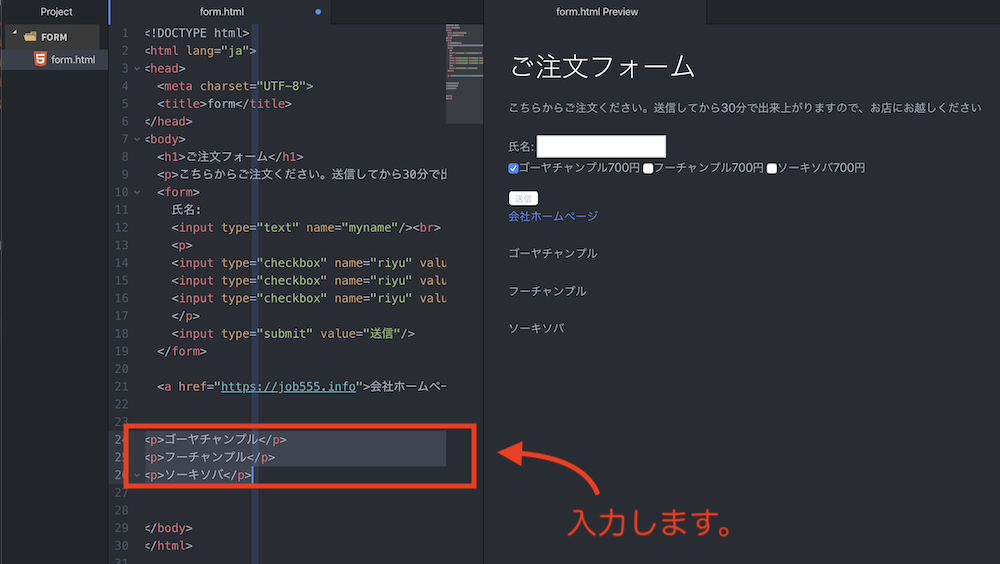 Project
FORM
form.html
form.html
1 <!DOCTYPE html>
2 <html lang="ja">
3 <head>
4 <meta charset="UTF-8">
5 <title>form</title>
6 </head>
7 <body>
8 <h1>ご注文フォーム</h1>
9 <p>こちらからご注文ください。送信してから30分で出
10 <form>
11 氏名:
12 <input type="text" name="myname"/><br>
13 <p>
14 <input type="checkbox" name="riyu" valu
15 <input type="checkbox" name="riyu" valu
16 <input type="checkbox" name="riyu" valu
17 </p>
18 <input type="submit" value="送信"/>
19 </form>
20
21 <a href="https://job555.info">会社ホームペー
22
23
24 <p>ゴーヤチャンプル</p>
25 <p>フーチャンプル</p>
26 <p>ソーキソバ</p>
27
28
29 </body>
30 </html>
31
form.html Preview
ご注文フォーム
こちらからご注文ください。送信してから30分で出来上がりますので、お店にお越しください
氏名:
ゴーヤチャンプル700円 フーチャンプル700円 ソーキソバ700円
送信
会社ホームページ
ゴーヤチャンプル
フーチャンプル
ソーキソバ
入力します。